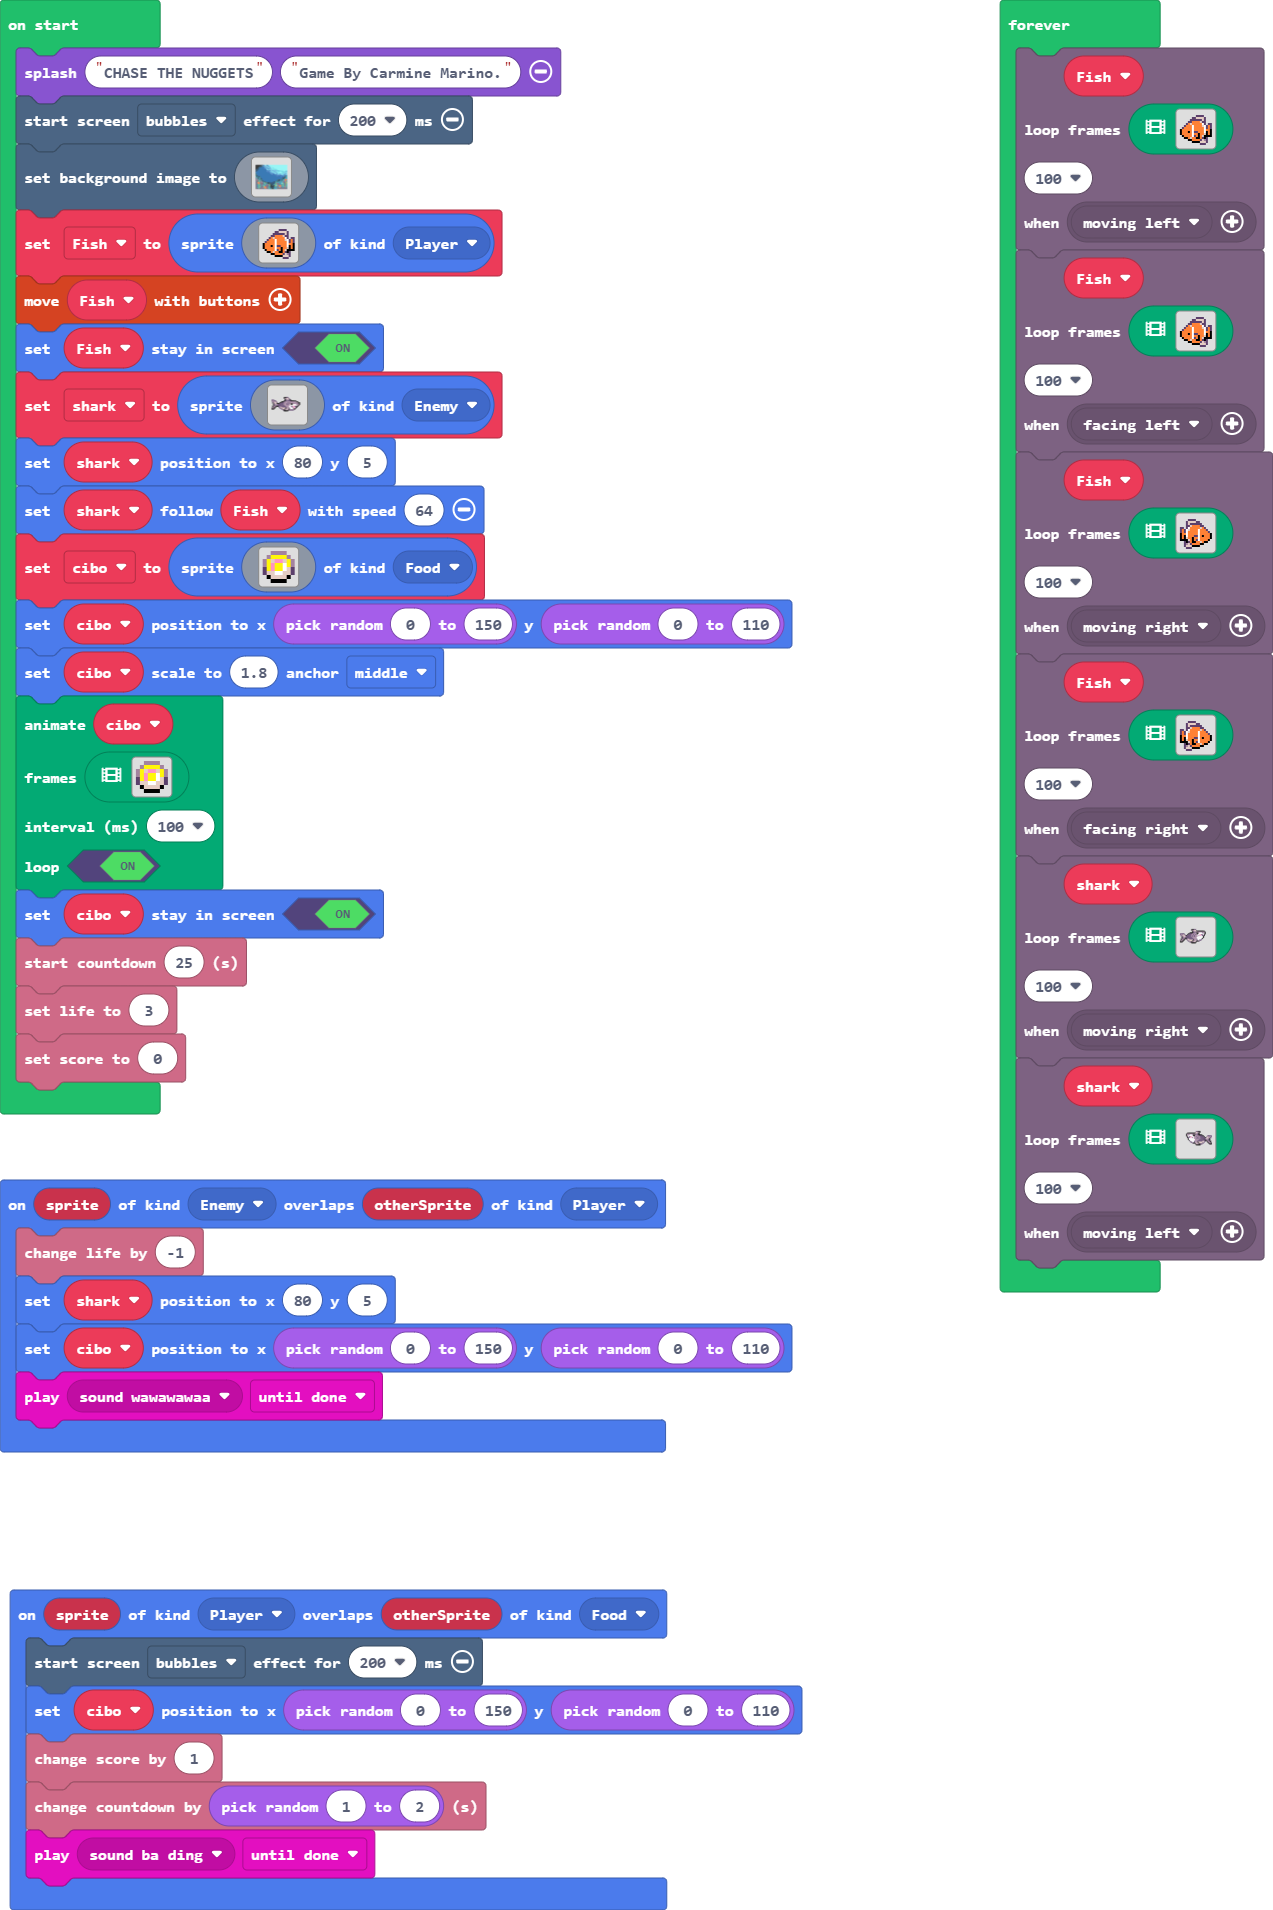 on start
splash "CHASE THE NUGGETS" "Game By Carmine Marino."
start screen bubbles effect for 200 ms
set background image to
set Fish to sprite of kind Player
move Fish with buttons
set Fish stay in screen ON
set shark to sprite of kind Enemy
set shark position to x 80 y 5
set shark follow Fish with speed 64
set cibo to sprite of kind Food
set cibo position to x pick random 0 to 150 y pick random 0 to 110
set cibo scale to 1.8 anchor middle
animate cibo
frames
interval (ms) 100
loop ON
set cibo stay in screen ON
start countdown 25 (s)
set life to 3
set score to 0
on sprite of kind Enemy overlaps otherSprite of kind Player
change life by -1
set shark position to x 80 y 5
set cibo position to x pick random 0 to 150 y pick random 0 to 110
play sound wawawawaa until done
on sprite of kind Player overlaps otherSprite of kind Food
start screen bubbles effect for 200 ms
set cibo position to x pick random 0 to 150 y pick random 0 to 110
change score by 1
change countdown by pick random 1 to 2 (s)
play sound ba ding until done
forever
Fish
loop frames
100
when moving left
Fish
loop frames
100
when facing left
Fish
loop frames
100
when moving right
Fish
loop frames
100
when facing right
shark
loop frames
100
when moving right
shark
loop frames
100
when moving left